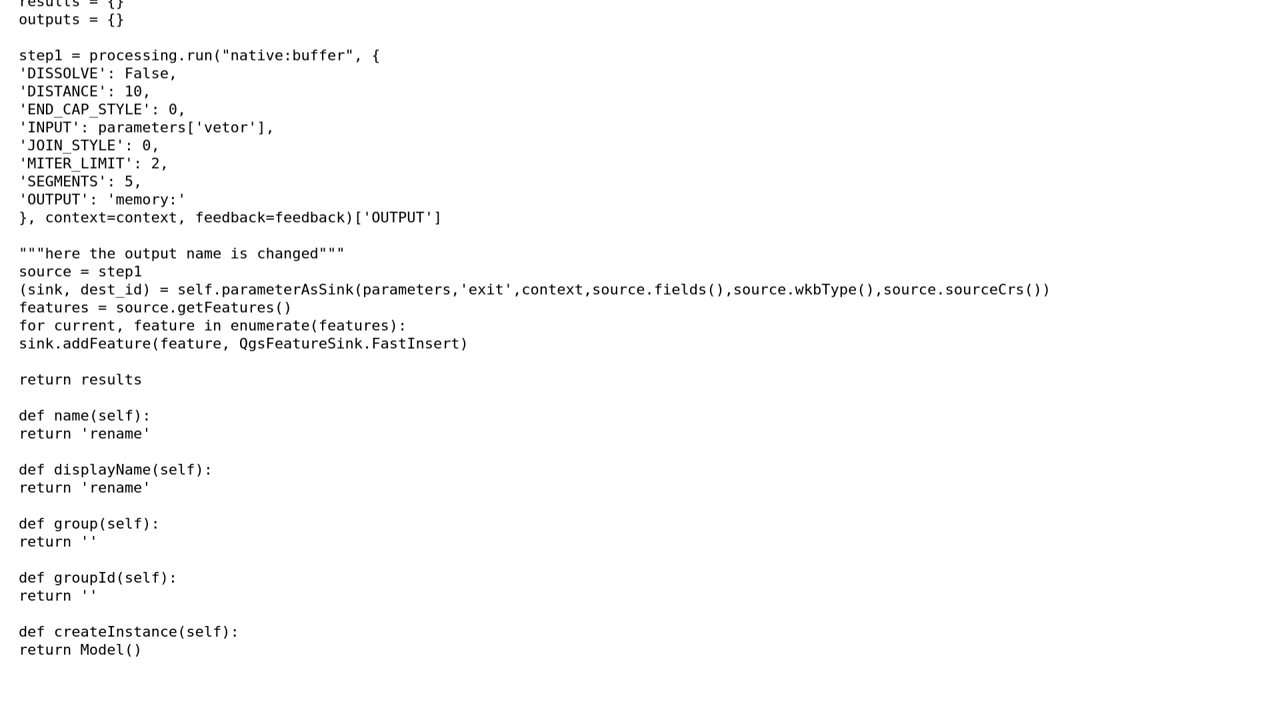 results = {}
outputs = {}
step1 = processing.run("native:buffer", {
'DISSOLVE': False,
'DISTANCE': 10,
'END_CAP_STYLE': 0,
'INPUT': parameters['vetor'],
'JOIN_STYLE': 0,
'MITER_LIMIT': 2,
'SEGMENTS': 5,
'OUTPUT': 'memory:'
}, context=context, feedback=feedback)['OUTPUT']
"""here the output name is changed"""
source = step1
(sink, dest_id) = self.parameterAsSink(parameters,'exit',context,source.fields(),source.wkbType(),source.sourceCrs())
features = source.getFeatures()
for current, feature in enumerate(features):
sink.addFeature(feature, QgsFeatureSink.FastInsert)
return results
def name(self):
return 'rename'
def displayName(self):
return 'rename'
def group(self):
return ''
def groupId(self):
return ''
def createInstance(self):
return Model()